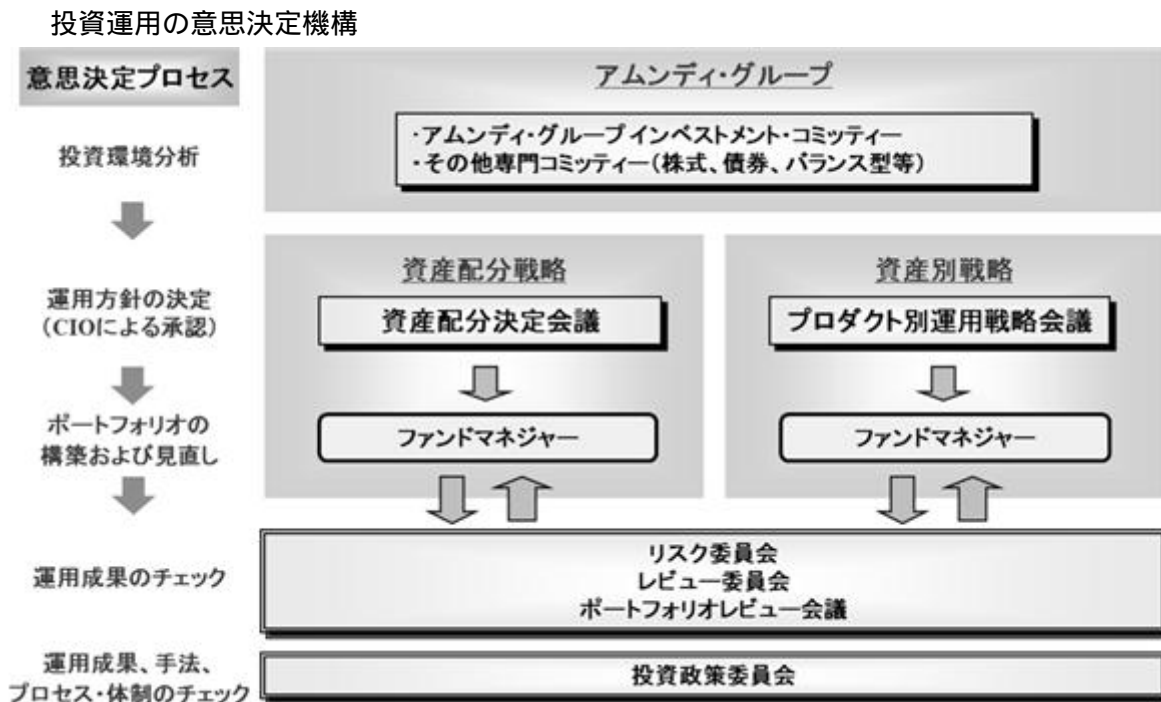 投資運用の意思決定機構
意思決定プロセス
アムンディ・グループ
投資環境分析
・アムンディ・グループ インベストメント・コミッティー
・その他専門コミッティー（株式、債券、バランス型等）
運用方針の決定
（CIOによる承認）
資産配分戦略
資産配分決定会議
資産別戦略
プロダクト別運用戦略会議
ポートフォリオの
構築および見直し
ファンドマネジャー
ファンドマネジャー
運用成果のチェック
リスク委員会
レビュー委員会
ポートフォリオレビュー会議
運用成果、手法、
プロセス・体制のチェック
投資政策委員会